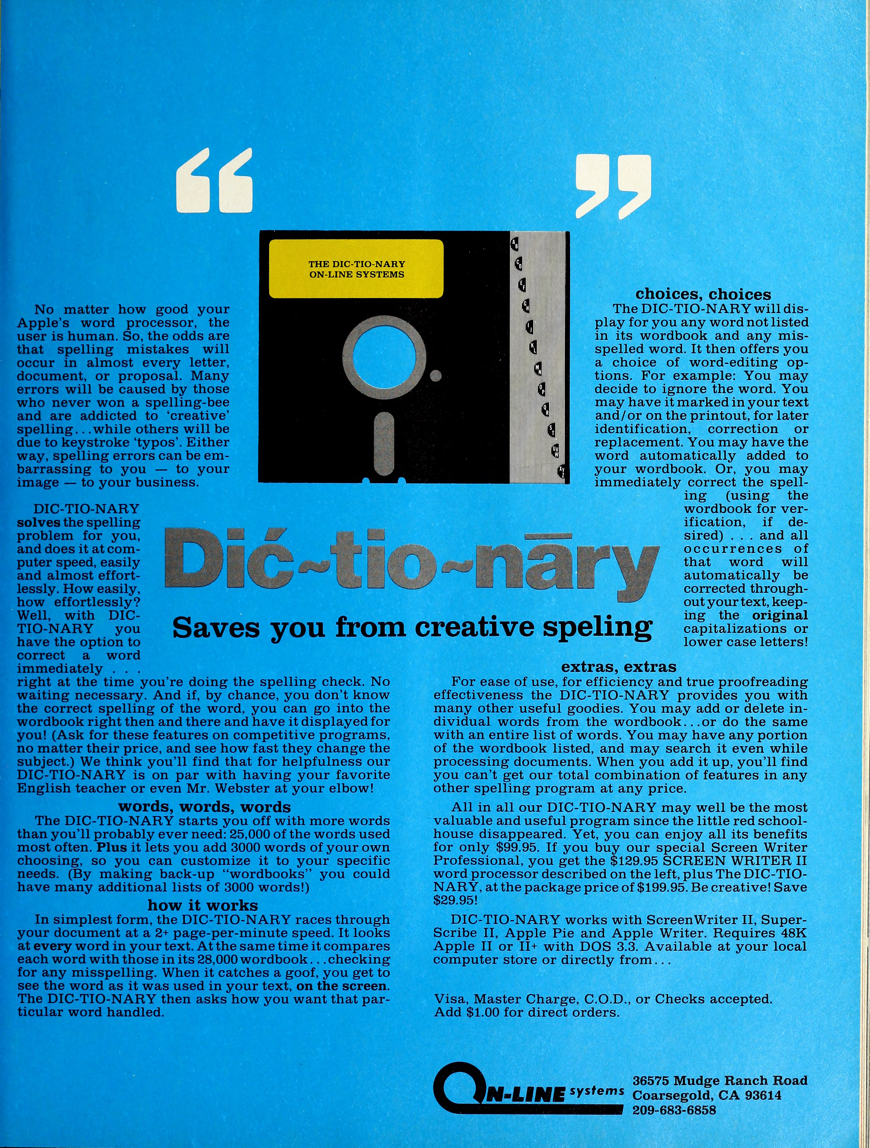 “ ”
THE DIC-TIO-NARY
ON-LINE SYSTEMS
No matter how good your
Apple's word processor, the
user is human. So, the odds are
that spelling mistakes will
occur in almost every letter,
document, or proposal. Many
errors will be caused by those
who never won a spelling-bee
and are addicted to ‘creative’
spelling...while others will be
due to keystroke ‘typos’. Either
way, spelling errors can be em-
barrassing to you — to your
image — to your business.
DIC-TIO-NARY
solves the spelling
problem for you,
and does it at com-
puter speed, easily
and almost effort-
lessly. How easily,
how effortlessly?
Well, with DIC-
TIO-NARY you
have the option to
correct a word
immediately . . .
right at the time you're doing the spelling check. No
waiting necessary. And if, by chance, you don't know
the correct spelling of the word, you can go into the
wordbook right then and there and have it displayed for
you! (Ask for these features on competitive programs,
no matter their price, and see how fast they change the
subject.) We think you'll find that for helpfulness our
DIC-TIO-NARY is on par with having your favorite
English teacher or even Mr. Webster at your elbow!
words, words, words
The DIC-TIO-NARY starts you off with more words
than you'll probably ever need: 25,000 of the words used
most often. Plus it lets you add 3000 words of your own
choosing, so you can customize it to your specific
needs. (By making back-up “wordbooks” you could
have many additional lists of 3000 words!)
how it works
In simplest form, the DIC-TIO-NARY races through
your document at a 2+ page-per-minute speed. It looks
at every word in your text. At the same time it compares
each word with those in its 28,000 wordbook...checking
for any misspelling. When it catches a goof, you get to
see the word as it was used in your text, on the screen.
The DIC-TIO-NARY then asks how you want that par-
ticular word handled.
Dić~tio~nāry
Saves you from creative speling
choices, choices
The DIC-TIO-NARY will dis-
play for you any word not listed
in its wordbook and any mis-
spelled word. It then offers you
a choice of word-editing op-
tions. For example: You may
decide to ignore the word. You
may have it marked in your text
and/or on the printout, for later
identification, correction or
replacement. You may have the
word automatically added to
your wordbook. Or, you may
immediately correct the spell-
ing (using the
wordbook for ver-
ification, if de-
sired) . . . and all
occurrences of
that word will
automatically be
corrected through-
out your text, keep-
ing the original
capitalizations or
lower case letters!
extras, extras
For ease of use, for efficiency and true proofreading
effectiveness the DIC-TIO-NARY provides you with
many other useful goodies. You may add or delete in-
dividual words from the wordbook...or do the same
with an entire list of words. You may have any portion
of the wordbook listed, and may search it even while
processing documents. When you add it up, you'll find
you can't get our total combination of features in any
other spelling program at any price.
All in all our DIC-TIO-NARY may well be the most
valuable and useful program since the little red school-
house disappeared. Yet, you can enjoy all its benefits
for only $99.95. If you buy our special Screen Writer
Professional, you get the $129.95 SCREEN WRITER II
word processor described on the left, plus The DIC-TIO-
NARY, at the package price of $199.95. Be creative! Save
$29.95!
DIC-TIO-NARY works with ScreenWriter II, Super-
Scribe II, Apple Pie and Apple Writer. Requires 48K
Apple II or II+ with DOS 3.3. Available at your local
computer store or directly from...
Visa, Master Charge, C.O.D., or Checks accepted.
Add $1.00 for direct orders.
ON-LINE systems
36575 Mudge Ranch Road
Coarsegold, CA 93614
209-683-6858